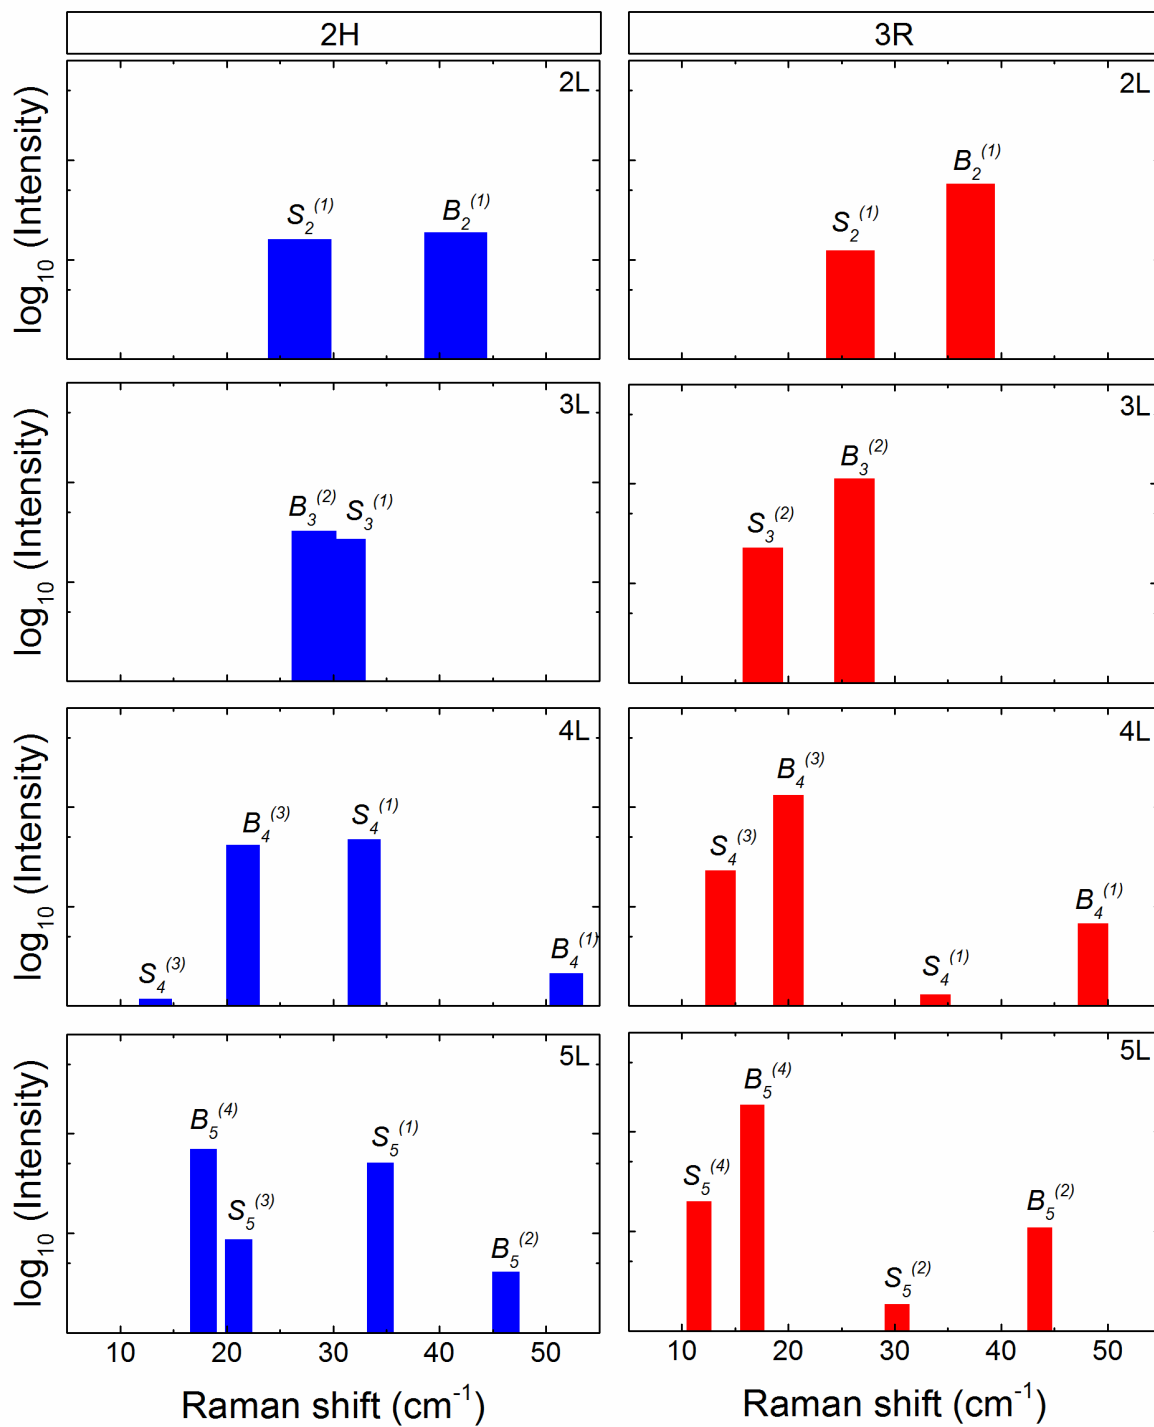 2H
3R
2L
log₁₀ (Intensity)
S₂⁽¹⁾
B₂⁽¹⁾
2L
S₂⁽¹⁾
B₂⁽¹⁾
3L
log₁₀ (Intensity)
B₃⁽²⁾
S₃⁽¹⁾
3L
S₃⁽²⁾
B₃⁽²⁾
4L
log₁₀ (Intensity)
S₄⁽³⁾
B₄⁽³⁾
S₄⁽¹⁾
B₄⁽¹⁾
4L
S₄⁽³⁾
B₄⁽³⁾
S₄⁽¹⁾
B₄⁽¹⁾
5L
log₁₀ (Intensity)
B₅⁽⁴⁾
S₅⁽³⁾
S₅⁽¹⁾
B₅⁽²⁾
5L
S₅⁽⁴⁾
B₅⁽⁴⁾
S₅⁽²⁾
B₅⁽²⁾
10 20 30 40 50
10 20 30 40 50
Raman shift (cm⁻¹)
Raman shift (cm⁻¹)